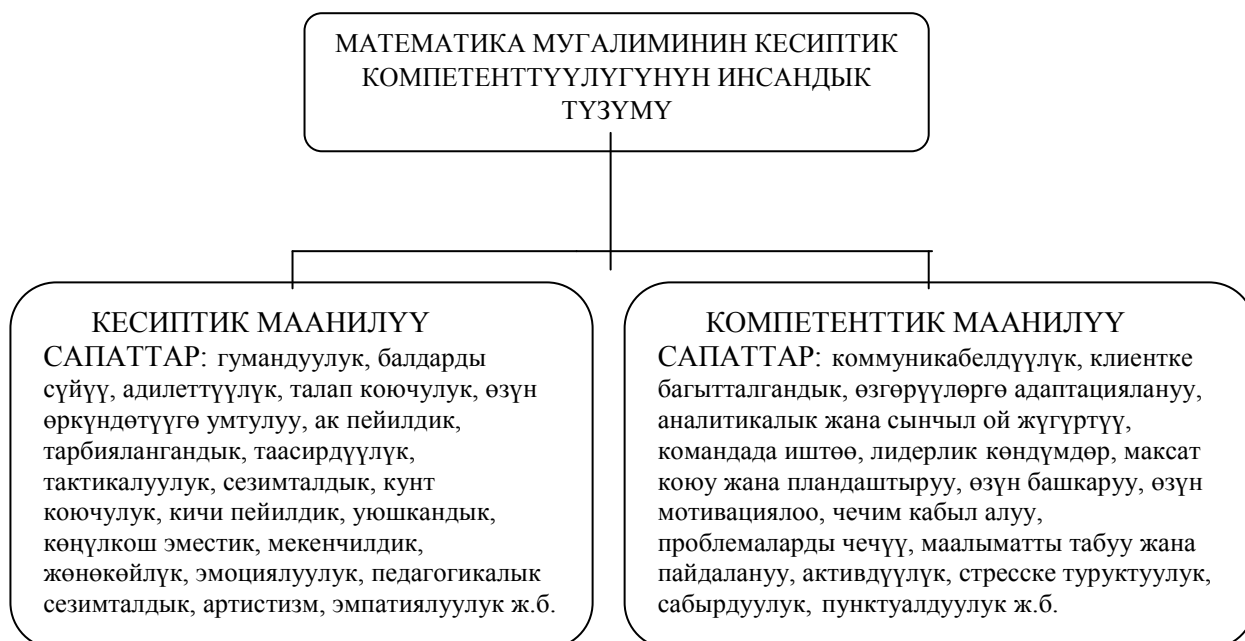 МАТЕМАТИКА МУГАЛИМИНИН КЕСИПТИК
КОМПЕТЕНТТҮҮЛҮГҮНҮН ИНСАНДЫК
ТҮЗҮМҮ
КЕСИПТИК МААНИЛҮҮ
САПАТТАР: гумандуулук, балдарды
сүйүү, адилеттүүлүк, талап коючулук, өзүн
өркүндөтүүгө умтулуу, ак пейилдик,
тарбиялангандык, таасирдүүлүк,
тактикалуулук, сезимталдык, кунт
коючулук, кичи пейилдик, уюшкандык,
көңүлкош эместик, мекенчилдик,
жөнөкөйлүк, эмоциялуулук, педагогикалык
сезимталдык, артистизм, эмпатиялуулук ж.б.
КОМПЕТЕНТТИК МААНИЛҮҮ
САПАТТАР: коммуникабелдүүлүк, клиентке
багытталгандык, өзгөрүүлөргө адаптациялануу,
аналитикалык жана сынчыл ой жүгүртүү,
командада иштөө, лидерлик көндүмдөр, максат
коюу жана пландаштыруу, өзүн башкаруу, өзүн
мотивациялоо, чечим кабыл алуу,
проблемаларды чечүү, маалыматты табуу жана
пайдалануу, активдүүлүк, стресске туруктуулук,
сабырдуулук, пунктуалдуулук ж.б.